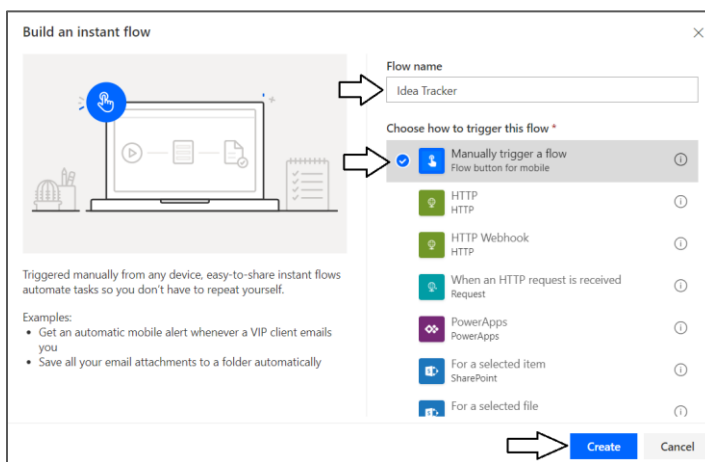 Build an instant flow
Triggered manually from any device, easy-to-share instant flows
automate tasks so you don't have to repeat yourself.
Examples:
• Get an automatic mobile alert whenever a VIP client emails
you
• Save all your email attachments to a folder automatically
Flow name
Idea Tracker
Choose how to trigger this flow *
Manually trigger a flow
Flow button for mobile
HTTP
HTTP
HTTP Webhook
HTTP
When an HTTP request is received
Request
PowerApps
PowerApps
For a selected item
SharePoint
For a selected file
Create
Cancel